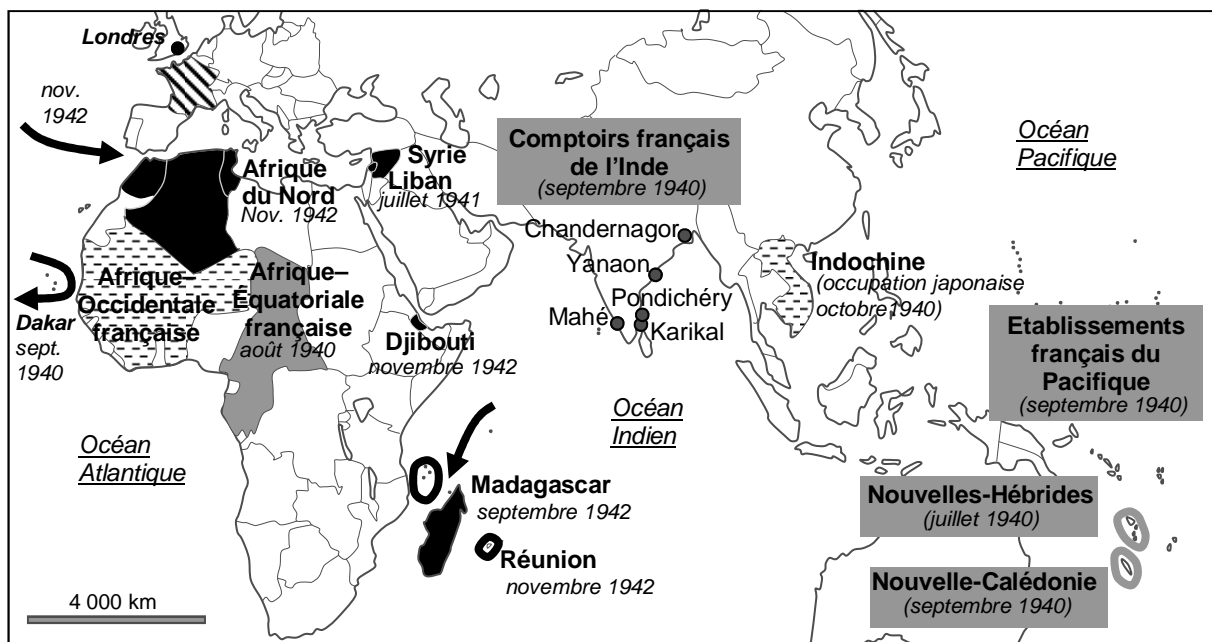 Londres
nov.
1942
Afrique
du Nord
Nov. 1942
Syrie
Liban
juillet 1941
Comptoirs français
de l’Inde
(septembre 1940)
Océan
Pacifique
Chandernagor
Yanaon
Pondichéry
Mahé
Karikal
Indochine
(occupation japonaise
octobre1940)
Afrique–
Occidentale
française
Afrique–
Équatoriale
française
août 1940
Dakar
sept.
1940
Djibouti
novembre 1942
Etablissements
français du
Pacifique
(septembre 1940)
Océan
Indien
Océan
Atlantique
Madagascar
septembre 1942
Réunion
novembre 1942
Nouvelles-Hébrides
(juillet 1940)
Nouvelle-Calédonie
(septembre 1940)
4 000 km